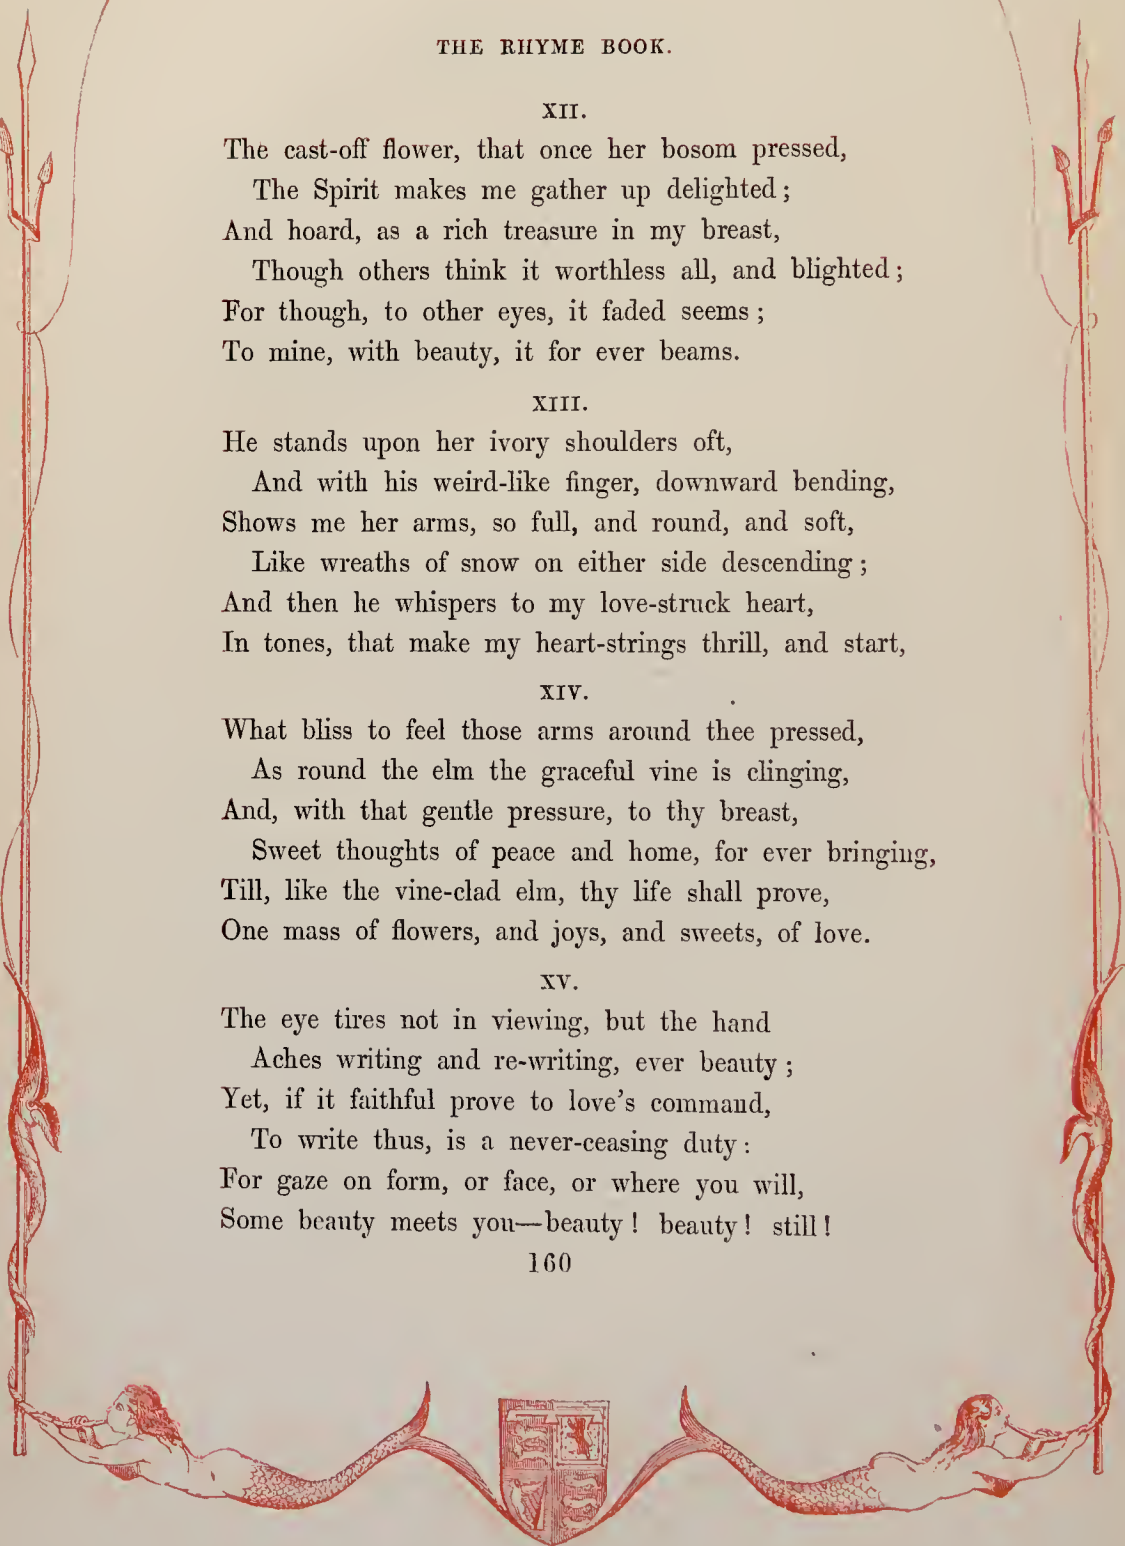 THE RHYME BOOK.
XII.
The cast-off flower, that once her bosom pressed,
The Spirit makes me gather up delighted;
And hoard, as a rich treasure in my breast,
Though others think it worthless all, and blighted;
For though, to other eyes, it faded seems;
To mine, with beauty, it for ever beams.
XIII.
He stands upon her ivory shoulders oft,
And with his weird-like finger, downward bending,
Shows me her arms, so full, and round, and soft,
Like wreaths of snow on either side descending;
And then he whispers to my love-struck heart,
In tones, that make my heart-strings thrill, and start,
XIV.
What bliss to feel those arms around thee pressed,
As round the elm the graceful vine is clinging,
And, with that gentle pressure, to thy breast,
Sweet thoughts of peace and home, for ever bringing,
Till, like the vine-clad elm, thy life shall prove,
One mass of flowers, and joys, and sweets, of love.
XV.
The eye tires not in viewing, but the hand
Aches writing and re-writing, ever beauty;
Yet, if it faithful prove to love's command,
To write thus, is a never-ceasing duty:
For gaze on form, or face, or where you will,
Some beauty meets you—beauty! beauty! still!
160